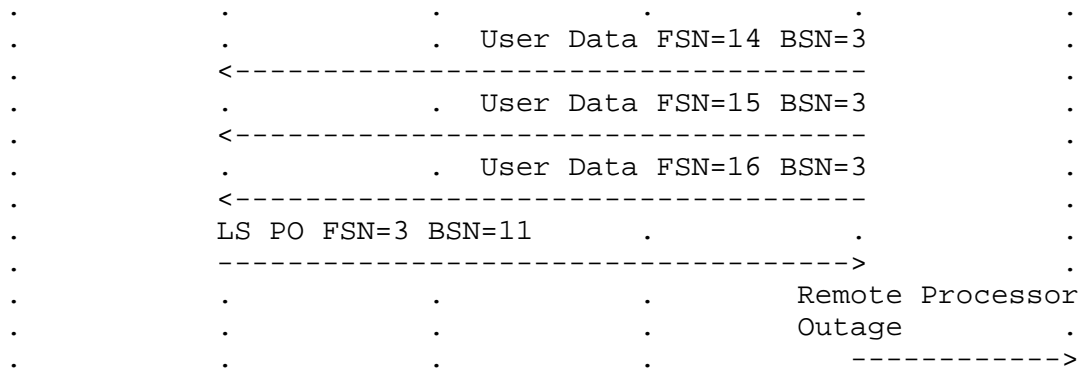 .         .         .         .         .         .
.         .         . User Data FSN=14 BSN=3      .
.         <------------------------------------   .
.         .         . User Data FSN=15 BSN=3      .
.         <------------------------------------   .
.         .         . User Data FSN=16 BSN=3      .
.         <------------------------------------   .
.         LS PO FSN=3 BSN=11  .         .         .
.         ------------------------------------>   .
.         .         .         .      Remote Processor
.         .         .         .      Outage       .
.         .         .         .        ------------>